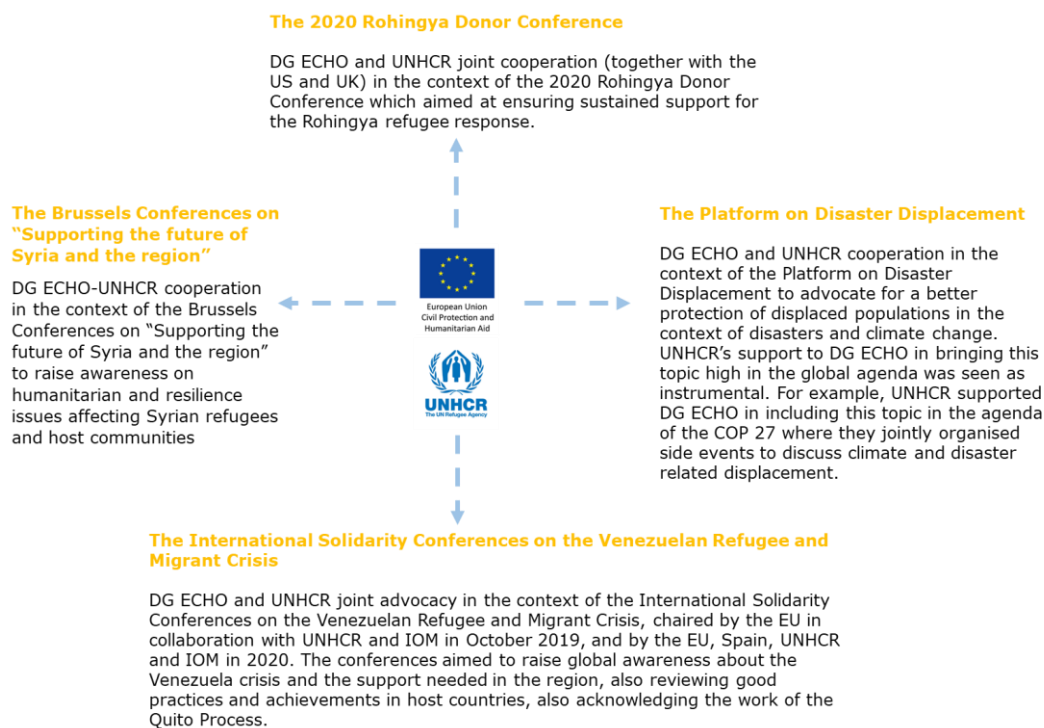 The 2020 Rohingya Donor Conference
DG ECHO and UNHCR joint cooperation (together with the
US and UK) in the context of the 2020 Rohingya Donor
Conference which aimed at ensuring sustained support for
the Rohingya refugee response.
The Brussels Conferences on
“Supporting the future of
Syria and the region”
DG ECHO-UNHCR cooperation
in the context of the Brussels
Conferences on “Supporting the
future of Syria and the region”
to raise awareness on
humanitarian and resilience
issues affecting Syrian refugees
and host communities
European Union
Civil Protection and
Humanitarian Aid
UNHCR
The UN Refugee Agency
The Platform on Disaster Displacement
DG ECHO and UNHCR cooperation in the
context of the Platform on Disaster
Displacement to advocate for a better
protection of displaced populations in the
context of disasters and climate change.
UNHCR’s support to DG ECHO in bringing this
topic high in the global agenda was seen as
instrumental. For example, UNHCR supported
DG ECHO in including this topic in the agenda
of the COP 27 where they jointly organised
side events to discuss climate and disaster
related displacement.
The International Solidarity Conferences on the Venezuelan Refugee and
Migrant Crisis
DG ECHO and UNHCR joint advocacy in the context of the International Solidarity
Conferences on the Venezuelan Refugee and Migrant Crisis, chaired by the EU in
collaboration with UNHCR and IOM in October 2019, and by the EU, Spain, UNHCR
and IOM in 2020. The conferences aimed to raise global awareness about the
Venezuela crisis and the support needed in the region, also reviewing good
practices and achievements in host countries, also acknowledging the work of the
Quito Process.